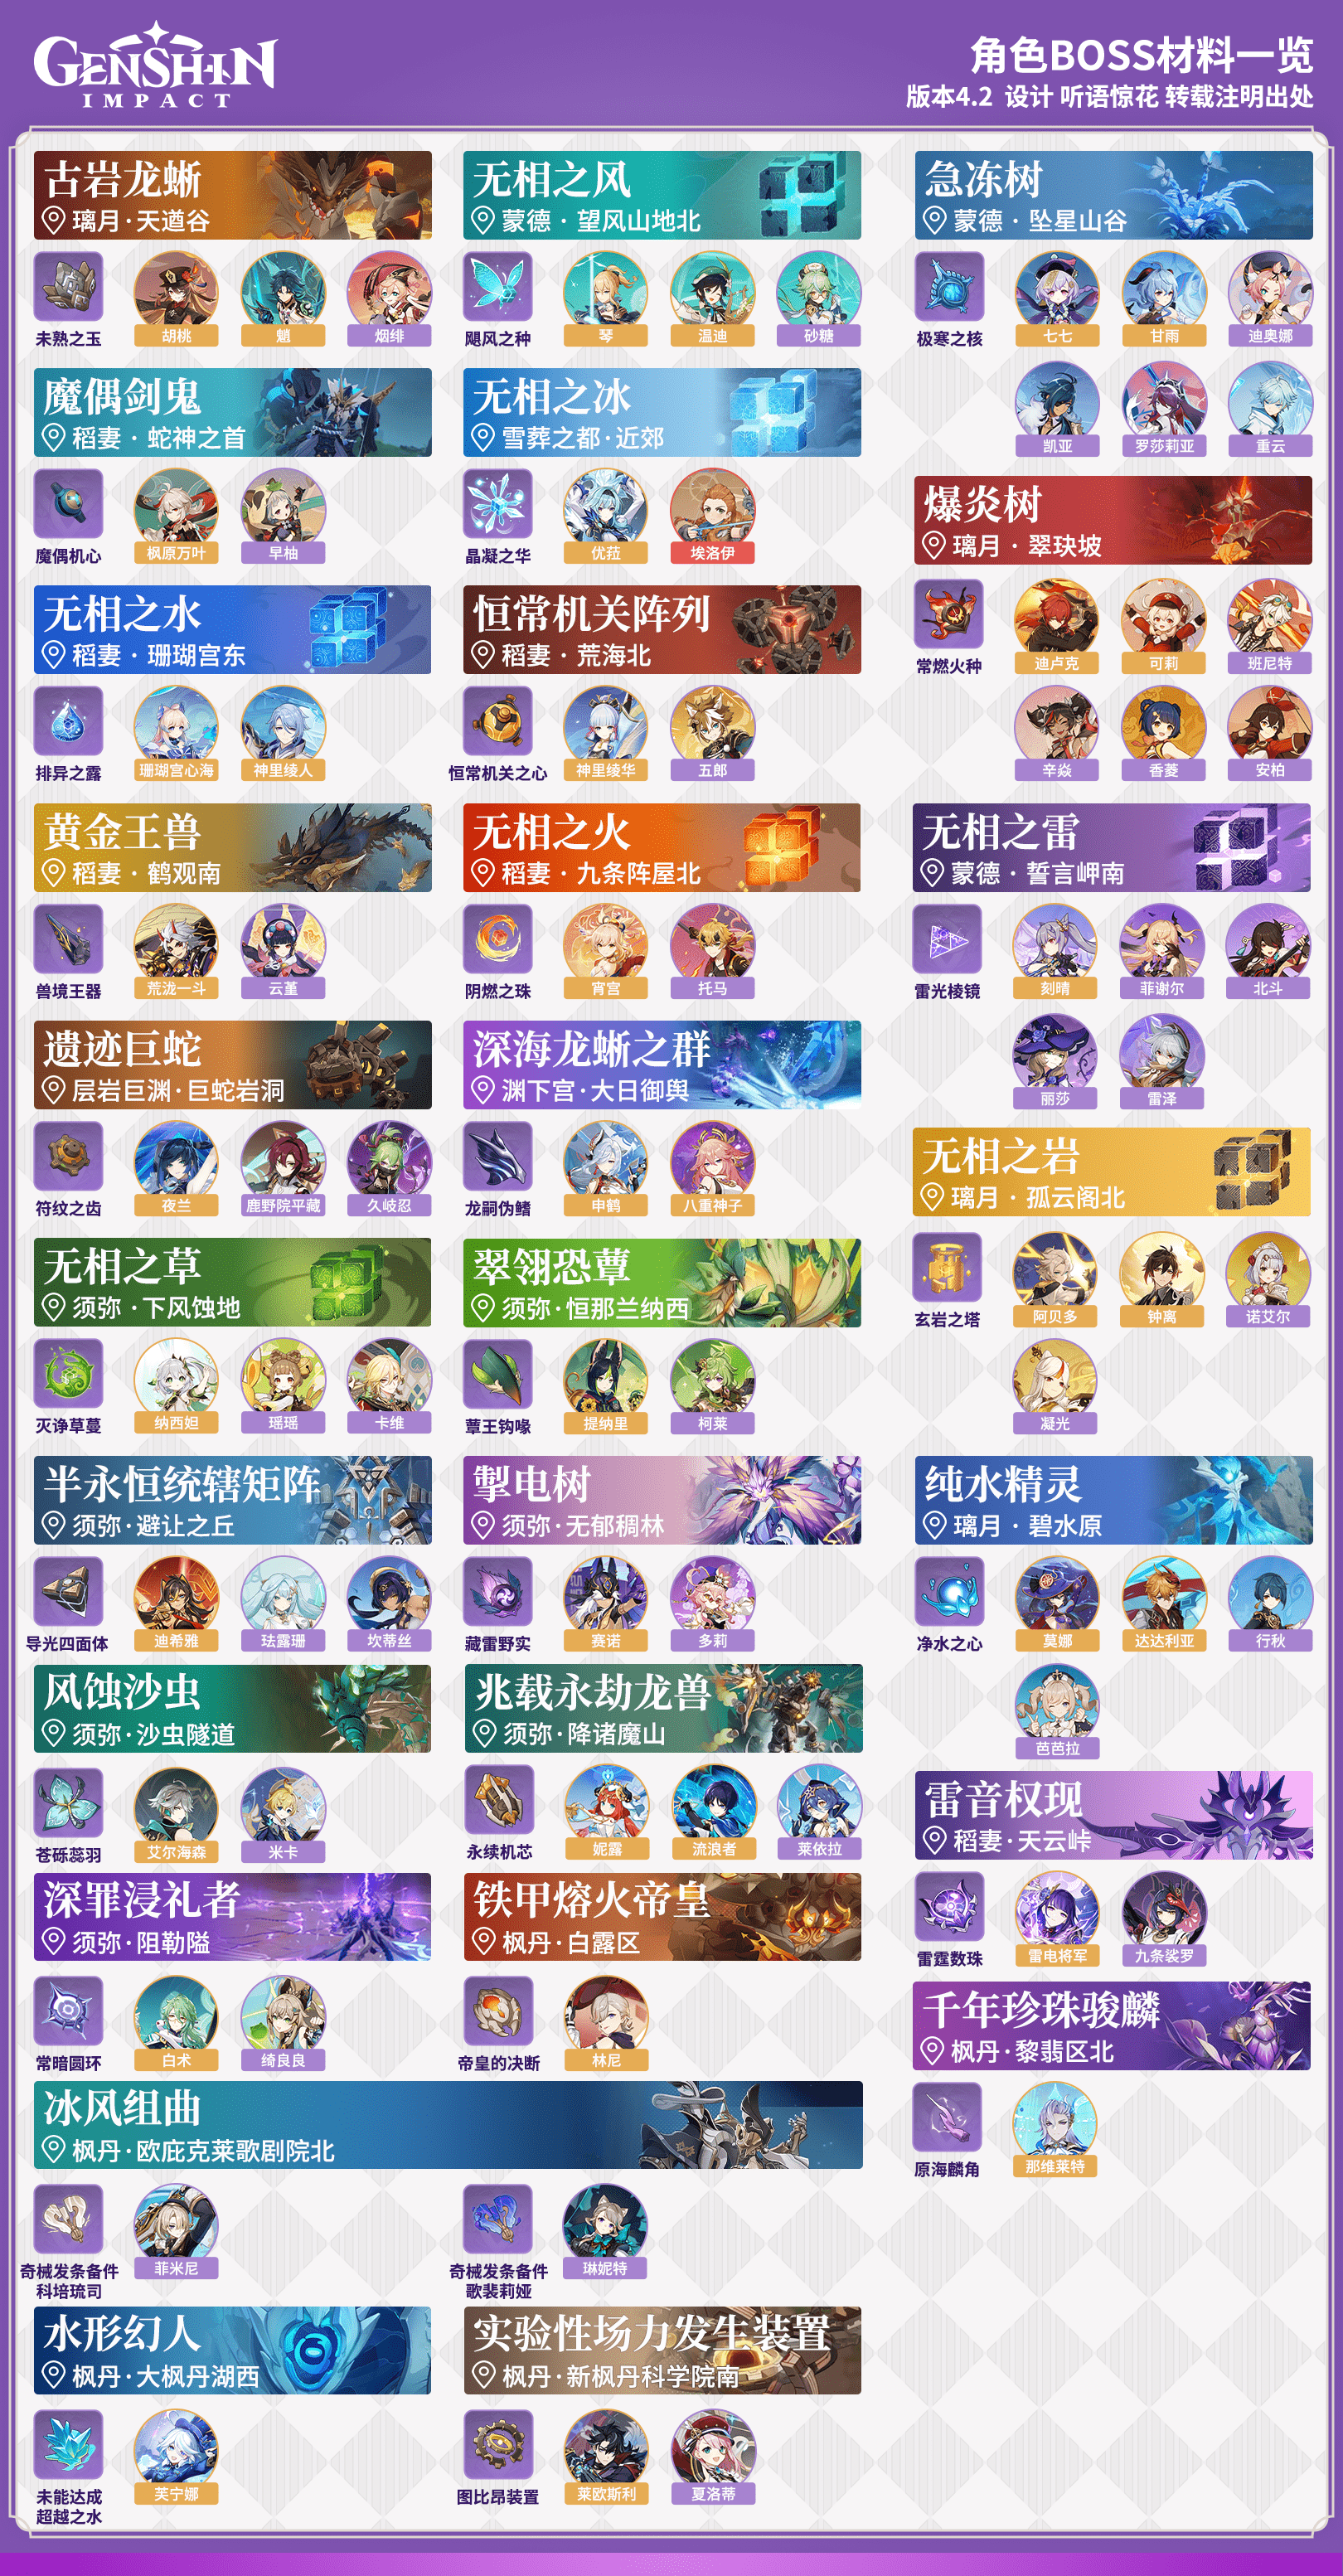 GENSHIN
IMPACT
角色BOSS材料一览
版本4.2 设计 听语惊花 转载注明出处
古岩龙蜥
璃月·天遒谷
未熟之玉
胡桃
魈
烟绯
无相之风
蒙德·望风山地北
飓风之种
琴
温迪
砂糖
急冻树
蒙德·坠星山谷
极寒之核
七七
甘雨
迪奥娜
凯亚
罗莎莉亚
重云
魔偶剑鬼
稻妻·蛇神之首
魔偶机心
枫原万叶
早柚
无相之冰
雪葬之都·近郊
晶凝之华
优菈
埃洛伊
爆炎树
璃月·翠玦坡
常燃火种
迪卢克
可莉
班尼特
辛焱
香菱
安柏
无相之水
稻妻·珊瑚宫东
排异之露
珊瑚宫心海
神里绫人
恒常机关阵列
稻妻·荒海北
恒常机关之心
神里绫华
五郎
黄金王兽
稻妻·鹤观南
兽境王器
荒泷一斗
云堇
无相之火
稻妻·九条阵屋北
阴燃之珠
宵宫
托马
无相之雷
蒙德·誓言岬南
雷光棱镜
刻晴
菲谢尔
北斗
丽莎
雷泽
遗迹巨蛇
层岩巨渊·巨蛇岩洞
符纹之齿
夜兰
鹿野院平藏
久岐忍
深海龙蜥之群
渊下宫·大日御舆
龙嗣伪鳍
申鹤
八重神子
无相之岩
璃月·孤云阁北
玄岩之塔
阿贝多
钟离
诺艾尔
凝光
无相之草
须弥·下风蚀地
灭诤草蔓
纳西妲
瑶瑶
卡维
翠翎恐蕈
须弥·恒那兰纳西
蕈王钩喙
提纳里
柯莱
半永恒统辖矩阵
须弥·避让之丘
导光四面体
迪希雅
珐露珊
坎蒂丝
掣电树
须弥·无郁稠林
藏雷野实
赛诺
多莉
纯水精灵
璃月·碧水原
净水之心
莫娜
达达利亚
行秋
芭芭拉
风蚀沙虫
须弥·沙虫隧道
苍砾蕊羽
艾尔海森
米卡
兆载永劫龙兽
须弥·降诸魔山
永续机芯
妮露
流浪者
莱依拉
雷音权现
稻妻·天云峠
雷霆数珠
雷电将军
九条裟罗
深罪浸礼者
须弥·阻勒隘
常暗圆环
白术
绮良良
铁甲熔火帝皇
枫丹·白露区
帝皇的决断
林尼
千年珍珠骏麟
枫丹·黎翡区北
原海麟角
那维莱特
冰风组曲
枫丹·欧庇克莱歌剧院北
奇械发条备件
科培琉司
菲米尼
奇械发条备件
歌裴莉娅
琳妮特
水形幻人
枫丹·大枫丹湖西
未能达成
超越之水
芙宁娜
实验性场力发生装置
枫丹·新枫丹科学院南
图比昂装置
莱欧斯利
夏洛蒂